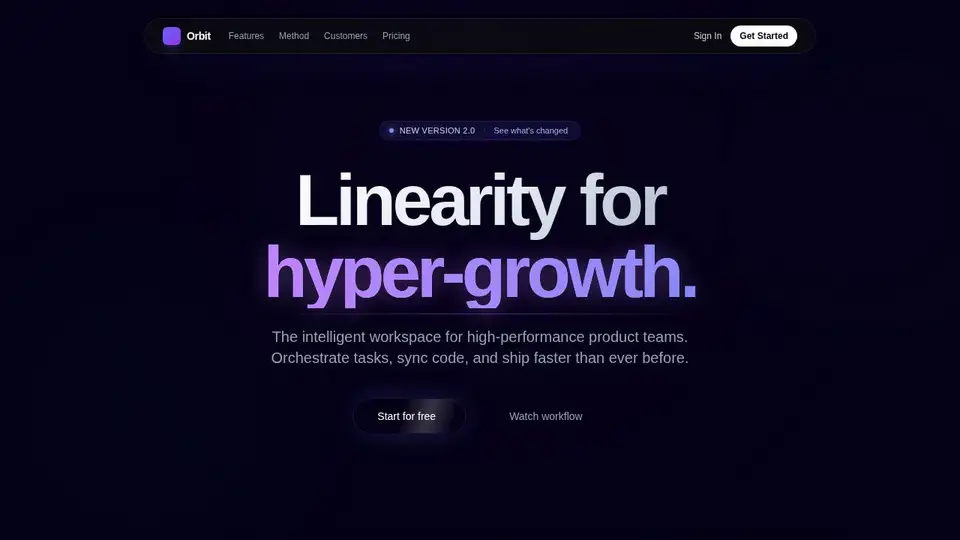 Orbit
Features
Method
Customers
Pricing
Sign In
Get Started
NEW VERSION 2.0
See what's changed
Linearity for
hyper-growth.
The intelligent workspace for high-performance product teams.
Orchestrate tasks, sync code, and ship faster than ever before.
Start for free
Watch workflow